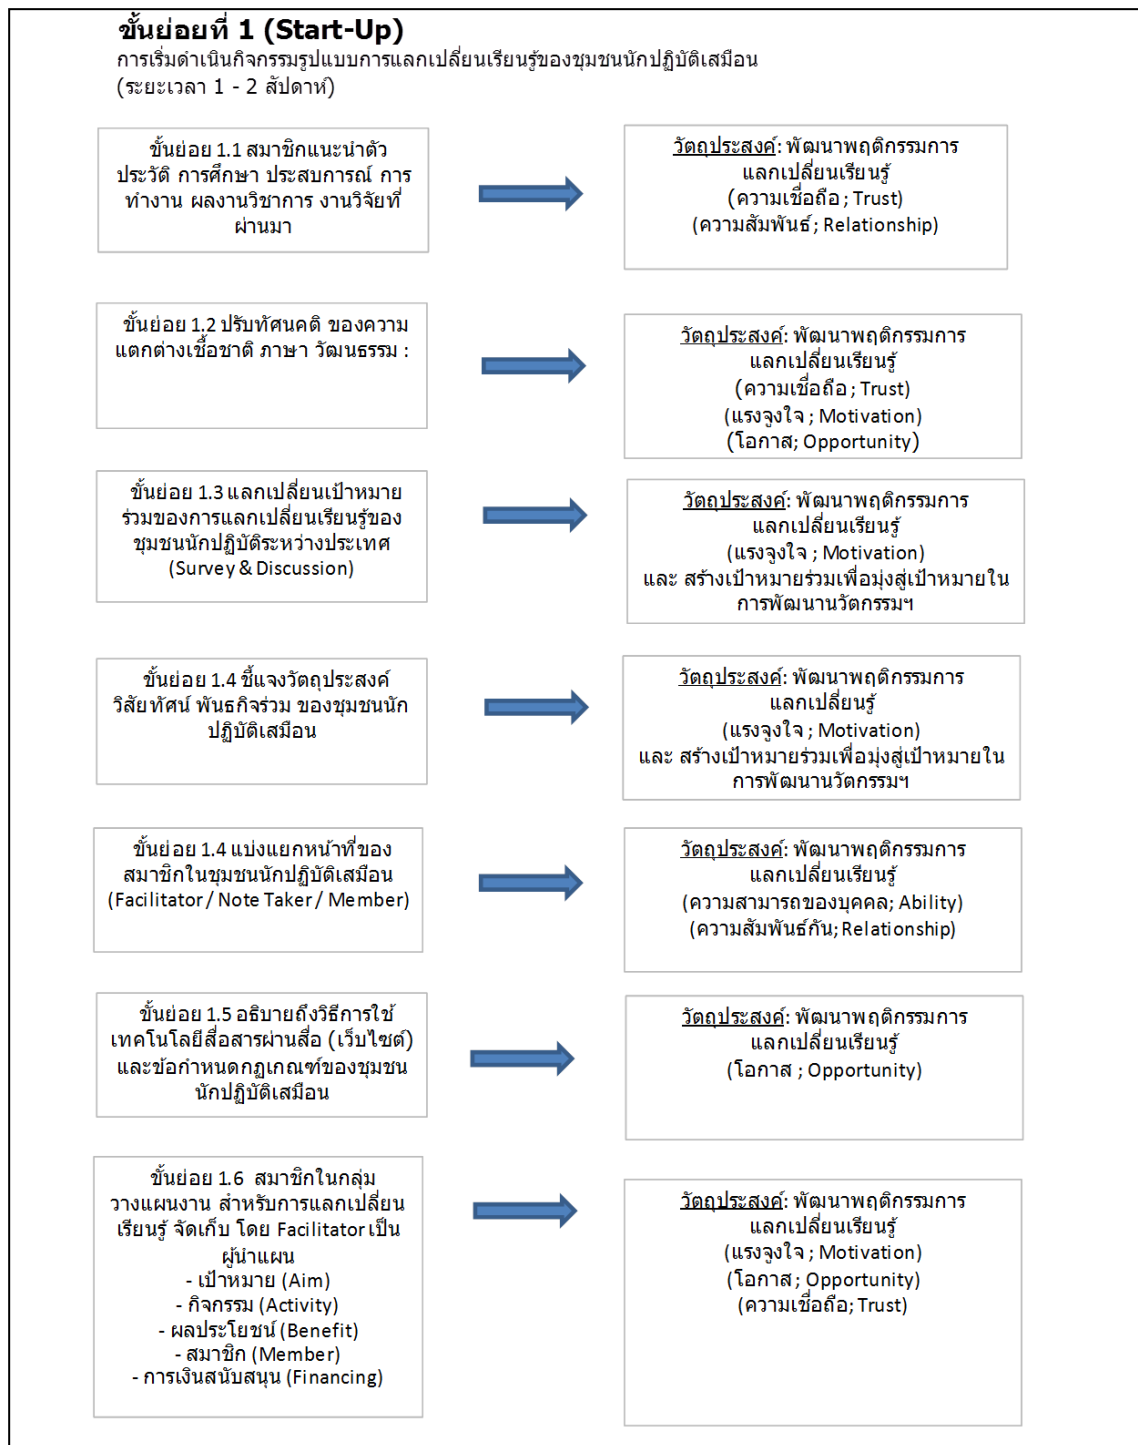 ขั้นย่อยที่ 1 (Start-Up)
การเริ่มดำเนินกิจกรรมรูปแบบการแลกเปลี่ยนเรียนรู้ของชุมชนนักปฏิบัติเสมือน
(ระยะเวลา 1 - 2 สัปดาห์)
ขั้นย่อย 1.1 สมาชิกแนะนำตัว
ประวัติ การศึกษา ประสบการณ์ การ
ทำงาน ผลงานวิชาการ งานวิจัยที่
ผ่านมา
วัตถุประสงค์: พัฒนาพฤติกรรมการ
แลกเปลี่ยนเรียนรู้
(ความเชื่อถือ ; Trust)
(ความสัมพันธ์ ; Relationship)
ขั้นย่อย 1.2 ปรับทัศนคติ ของความ
แตกต่างเชื้อชาติ ภาษา วัฒนธรรม :
วัตถุประสงค์: พัฒนาพฤติกรรมการ
แลกเปลี่ยนเรียนรู้
(ความเชื่อถือ ; Trust)
(แรงจูงใจ ; Motivation)
(โอกาส; Opportunity)
ขั้นย่อย 1.3 แลกเปลี่ยนเป้าหมาย
ร่วมของการแลกเปลี่ยนเรียนรู้ของ
ชุมชนนักปฏิบัติระหว่างประเทศ
(Survey & Discussion)
วัตถุประสงค์: พัฒนาพฤติกรรมการ
แลกเปลี่ยนเรียนรู้
(แรงจูงใจ ; Motivation)
และ สร้างเป้าหมายร่วมเพื่อมุ่งสู่เป้าหมายใน
การพัฒนานวัตกรรมฯ
ขั้นย่อย 1.4 ชี้แจงวัตถุประสงค์
วิสัยทัศน์ พันธกิจร่วม ของชุมชนนัก
ปฏิบัติเสมือน
วัตถุประสงค์: พัฒนาพฤติกรรมการ
แลกเปลี่ยนเรียนรู้
(แรงจูงใจ ; Motivation)
และ สร้างเป้าหมายร่วมเพื่อมุ่งสู่เป้าหมายใน
การพัฒนานวัตกรรมฯ
ขั้นย่อย 1.4 แบ่งแยกหน้าที่ของ
สมาชิกในชุมชนนักปฏิบัติเสมือน
(Facilitator / Note Taker / Member)
วัตถุประสงค์: พัฒนาพฤติกรรมการ
แลกเปลี่ยนเรียนรู้
(ความสามารถของบุคคล; Ability)
(ความสัมพันธ์กัน; Relationship)
ขั้นย่อย 1.5 อธิบายถึงวิธีการใช้
เทคโนโลยีสื่อสารผ่านสื่อ (เว็บไซต์)
และข้อกำหนดกฏเกณฑ์ของชุมชน
นักปฏิบัติเสมือน
วัตถุประสงค์: พัฒนาพฤติกรรมการ
แลกเปลี่ยนเรียนรู้
(โอกาส ; Opportunity)
ขั้นย่อย 1.6 สมาชิกในกลุ่ม
วางแผนงาน สำหรับการแลกเปลี่ยน
เรียนรู้ จัดเก็บ โดย Facilitator เป็น
ผู้นำแผน
- เป้าหมาย (Aim)
- กิจกรรม (Activity)
- ผลประโยชน์ (Benefit)
- สมาชิก (Member)
- การเงินสนับสนุน (Financing)
วัตถุประสงค์: พัฒนาพฤติกรรมการ
แลกเปลี่ยนเรียนรู้
(แรงจูงใจ ; Motivation)
(โอกาส ; Opportunity)
(ความเชื่อถือ; Trust)